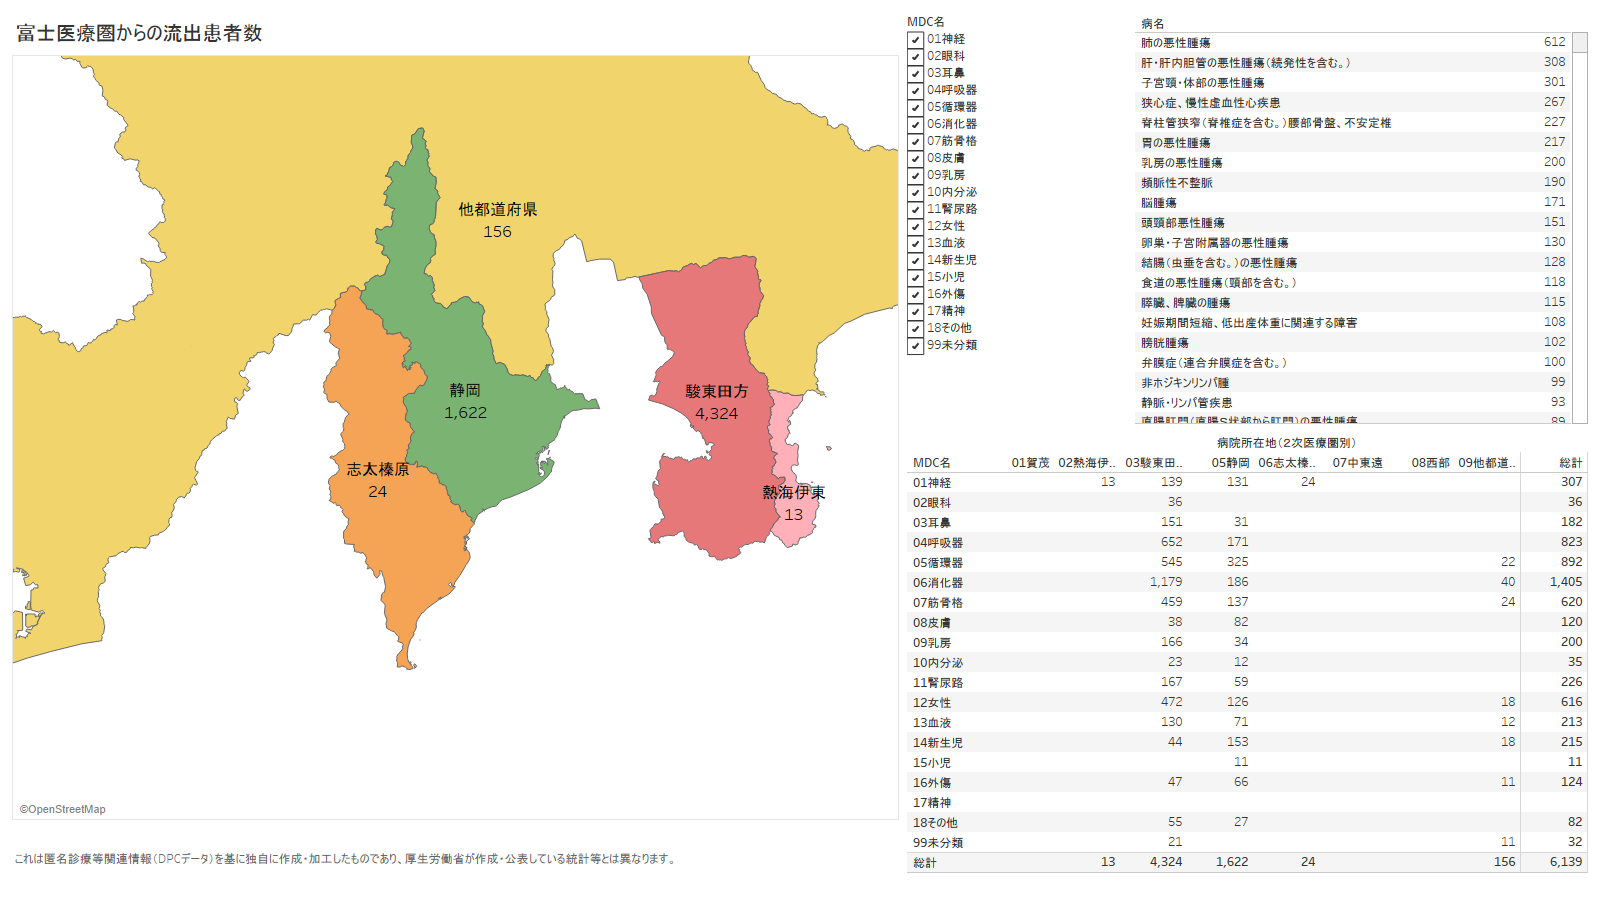 富士医療圏からの流出患者数
他都道府県
156
静岡
1,622
駿東田方
4,324
志太榛原
24
熱海伊東
13
©OpenStreetMap
これは匿名診療等関連情報（DPCデータ）を基に独自に作成・加工したものであり、厚生労働省が作成・公表している統計等とは異なります。
MDC名
01神経
02眼科
03耳鼻
04呼吸器
05循環器
06消化器
07筋骨格
08皮膚
09乳房
10内分泌
11腎尿路
12女性
13血液
14新生児
15小児
16外傷
17精神
18その他
99未分類
病名
肺の悪性腫瘍 612
肝・肝内胆管の悪性腫瘍（続発性を含む。） 308
子宮頸・体部の悪性腫瘍 301
狭心症、慢性虚血性心疾患 267
脊柱管狭窄（脊椎症を含む。）腰部骨盤、不安定椎 227
胃の悪性腫瘍 217
乳房の悪性腫瘍 200
頻脈性不整脈 190
脳腫瘍 171
頭頸部悪性腫瘍 151
卵巣・子宮附属器の悪性腫瘍 130
結腸（虫垂を含む。）の悪性腫瘍 128
食道の悪性腫瘍（頸部を含む。） 118
膵臓、脾臓の腫瘍 115
妊娠期間短縮、低出産体重に関連する障害 108
膀胱腫瘍 102
弁膜症（連合弁膜症を含む。） 100
非ホジキンリンパ腫 99
静脈・リンパ管疾患 93
直腸肛門（直腸Ｓ状部から肛門）の悪性腫瘍 89
病院所在地（２次医療圏別）
MDC名 01賀茂 02熱海伊.. 03駿東田.. 05静岡 06志太榛.. 07中東遠 08西部 09他都道.. 総計
01神経 13 139 131 24 307
02眼科 36 36
03耳鼻 151 31 182
04呼吸器 652 171 823
05循環器 545 325 22 892
06消化器 1,179 186 40 1,405
07筋骨格 459 137 24 620
08皮膚 38 82 120
09乳房 166 34 200
10内分泌 23 12 35
11腎尿路 167 59 226
12女性 472 126 18 616
13血液 130 71 12 213
14新生児 44 153 18 215
15小児 11 11
16外傷 47 66 11 124
17精神
18その他 55 27 82
99未分類 21 11 32
総計 13 4,324 1,622 24 156 6,139